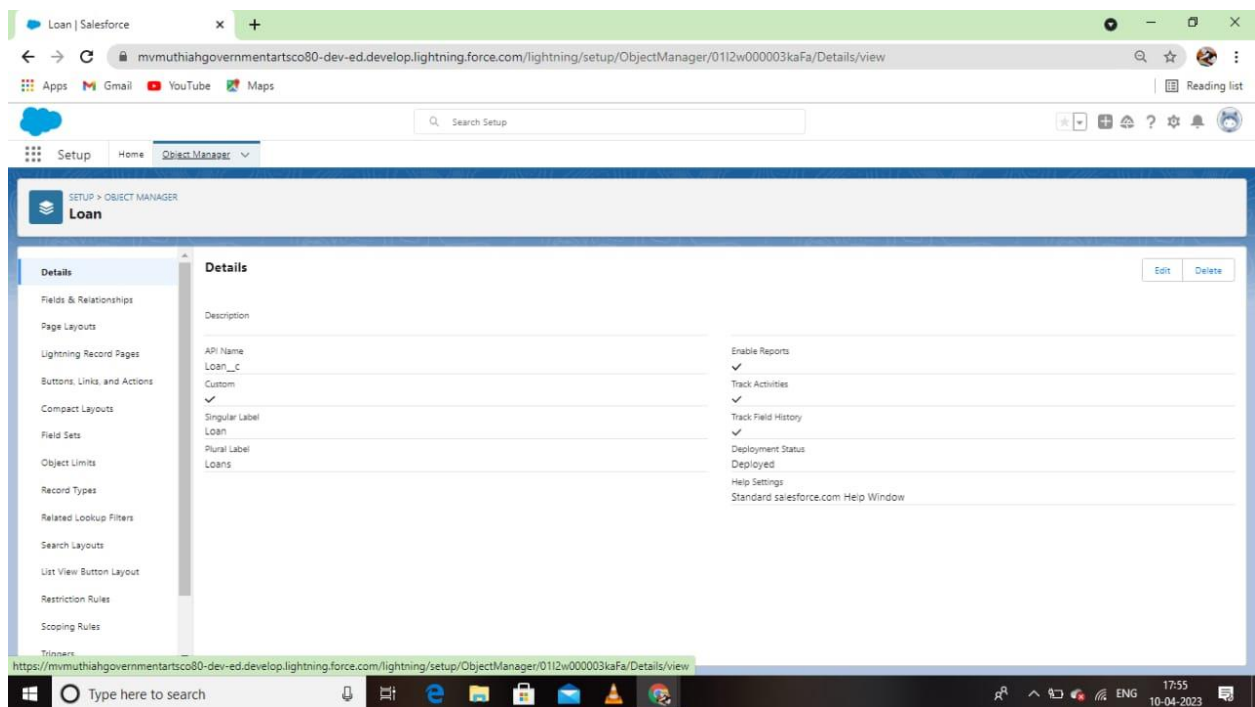 Loan | Salesforce
mvmuthiahgovernmentartsco80-dev-ed.develop.lightning.force.com/lightning/setup/ObjectManager/01I2w000003kaFa/Details/view
Apps Gmail YouTube Maps Reading list
Search Setup
Setup Home Object Manager
SETUP > OBJECT MANAGER
Loan
Details
Fields & Relationships
Page Layouts
Lightning Record Pages
Buttons, Links, and Actions
Compact Layouts
Field Sets
Object Limits
Record Types
Related Lookup Filters
Search Layouts
List View Button Layout
Restriction Rules
Scoping Rules
Triggers
Details
Edit Delete
Description
API Name
Loan__c
Custom
Singular Label
Loan
Plural Label
Loans
Enable Reports
Track Activities
Track Field History
Deployment Status
Deployed
Help Settings
Standard salesforce.com Help Window
https://mvmuthiahgovernmentartsco80-dev-ed.develop.lightning.force.com/lightning/setup/ObjectManager/01I2w000003kaFa/Details/view
Type here to search
ENG
17:55
10-04-2023